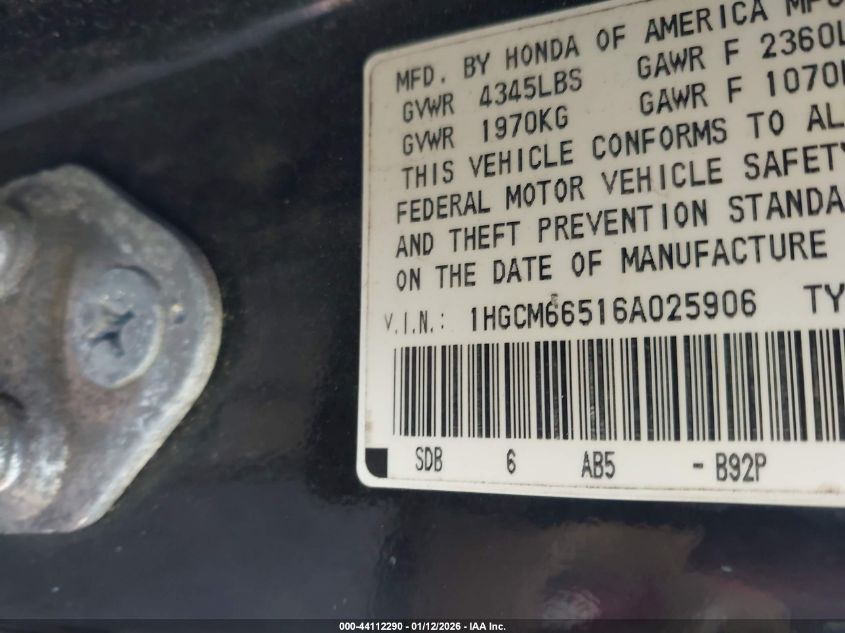 MFD. BY HONDA OF AMERICA MFG
GVWR 4345LBS GAWR F 2360L
GVWR 1970KG GAWR F 1070
THIS VEHICLE CONFORMS TO AL
FEDERAL MOTOR VEHICLE SAFETY
AND THEFT PREVENTION STANDA
ON THE DATE OF MANUFACTURE
V.I.N.: 1HGCM66516A025906 TY
SDB 6 AB5 - B92P
000-44112290 - 01/12/2026 - IAA Inc.